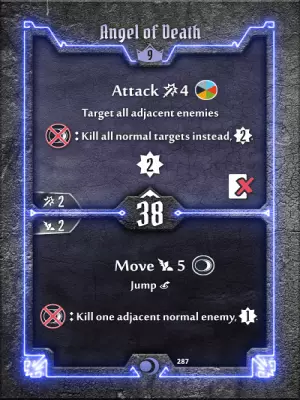 Angel of Death
9
Attack 4
Target all adjacent enemies
: Kill all normal targets instead, 2.
2
2
38
2
Move 5
Jump
: Kill one adjacent normal enemy, 1
287